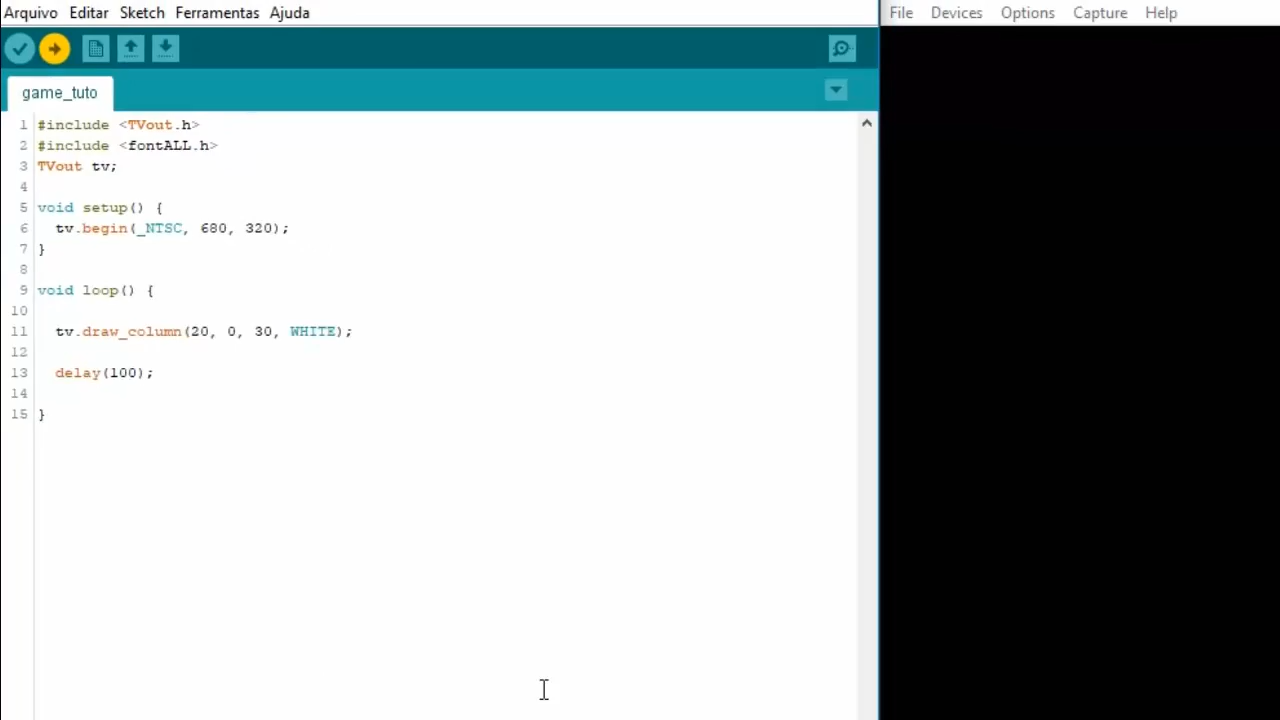 Arquivo Editar Sketch Ferramentas Ajuda
File Devices Options Capture Help
game_tuto
1 #include <TVout.h>
2 #include <fontALL.h>
3 TVout tv;
4
5 void setup() {
6 tv.begin(_NTSC, 680, 320);
7 }
8
9 void loop() {
10
11 tv.draw_column(20, 0, 30, WHITE);
12
13 delay(100);
14
15 }